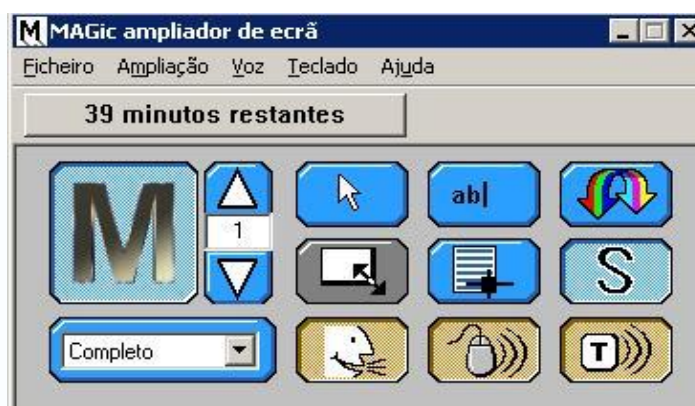 M MAGic ampliador de ecrã
Ficheiro Ampliação Voz Teclado Ajuda
39 minutos restantes
M
1
ab|
S
Completo
T